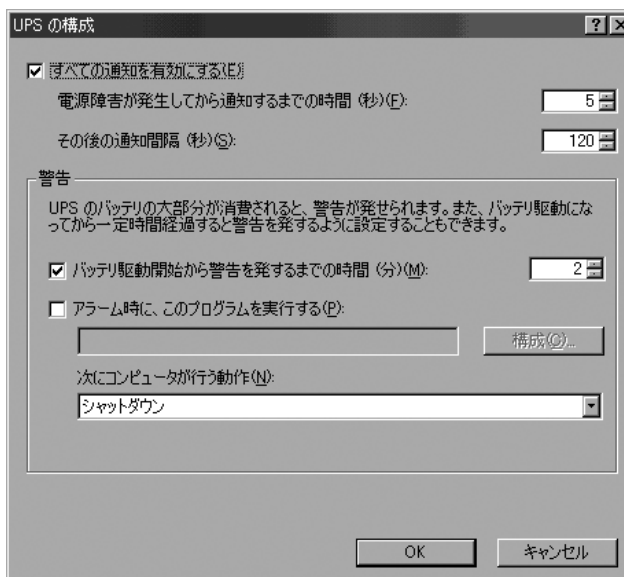 UPS の構成
すべての通知を有効にする(E)
電源障害が発生してから通知するまでの時間 (秒)(F):
5
その後の通知間隔 (秒)(S):
120
警告
UPS のバッテリの大部分が消費されると、警告が発せられます。また、バッテリ駆動にな
ってから一定時間経過すると警告を発するように設定することもできます。
バッテリ駆動開始から警告を発するまでの時間 (分)(M):
2
アラーム時に、このプログラムを実行する(P):
構成(C)...
次にコンピュータが行う動作(N):
シャットダウン
OK
キャンセル